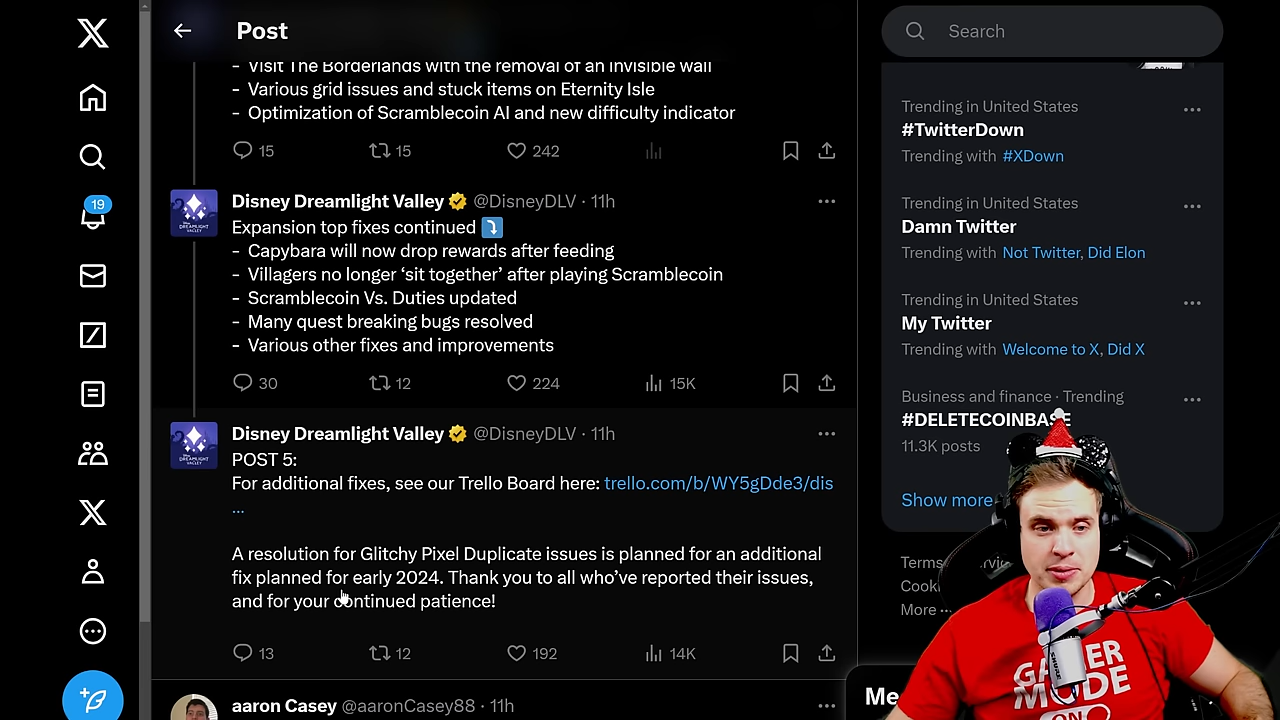 Post
Search
- Visit The Borderlands with the removal of an invisible wall
- Various grid issues and stuck items on Eternity Isle
- Optimization of Scramblecoin AI and new difficulty indicator
15 15 242
Disney Dreamlight Valley @DisneyDLV · 11h
Expansion top fixes continued
- Capybara will now drop rewards after feeding
- Villagers no longer ‘sit together’ after playing Scramblecoin
- Scramblecoin Vs. Duties updated
- Many quest breaking bugs resolved
- Various other fixes and improvements
30 12 224 15K
Disney Dreamlight Valley @DisneyDLV · 11h
POST 5:
For additional fixes, see our Trello Board here: trello.com/b/WY5gDde3/dis
...
A resolution for Glitchy Pixel Duplicate issues is planned for an additional
fix planned for early 2024. Thank you to all who’ve reported their issues,
and for your continued patience!
13 12 192 14K
aaron Casey @aaronCasey88 · 11h
19
Trending in United States
#TwitterDown
Trending with #XDown
Trending in United States
Damn Twitter
Trending with Not Twitter, Did Elon
Trending in United States
My Twitter
Trending with Welcome to X, Did X
Business and finance · Trending
#DELETECOINBASE
11.3K posts
Show more
Terms
More ...
Me
GAMER
MODE
ON